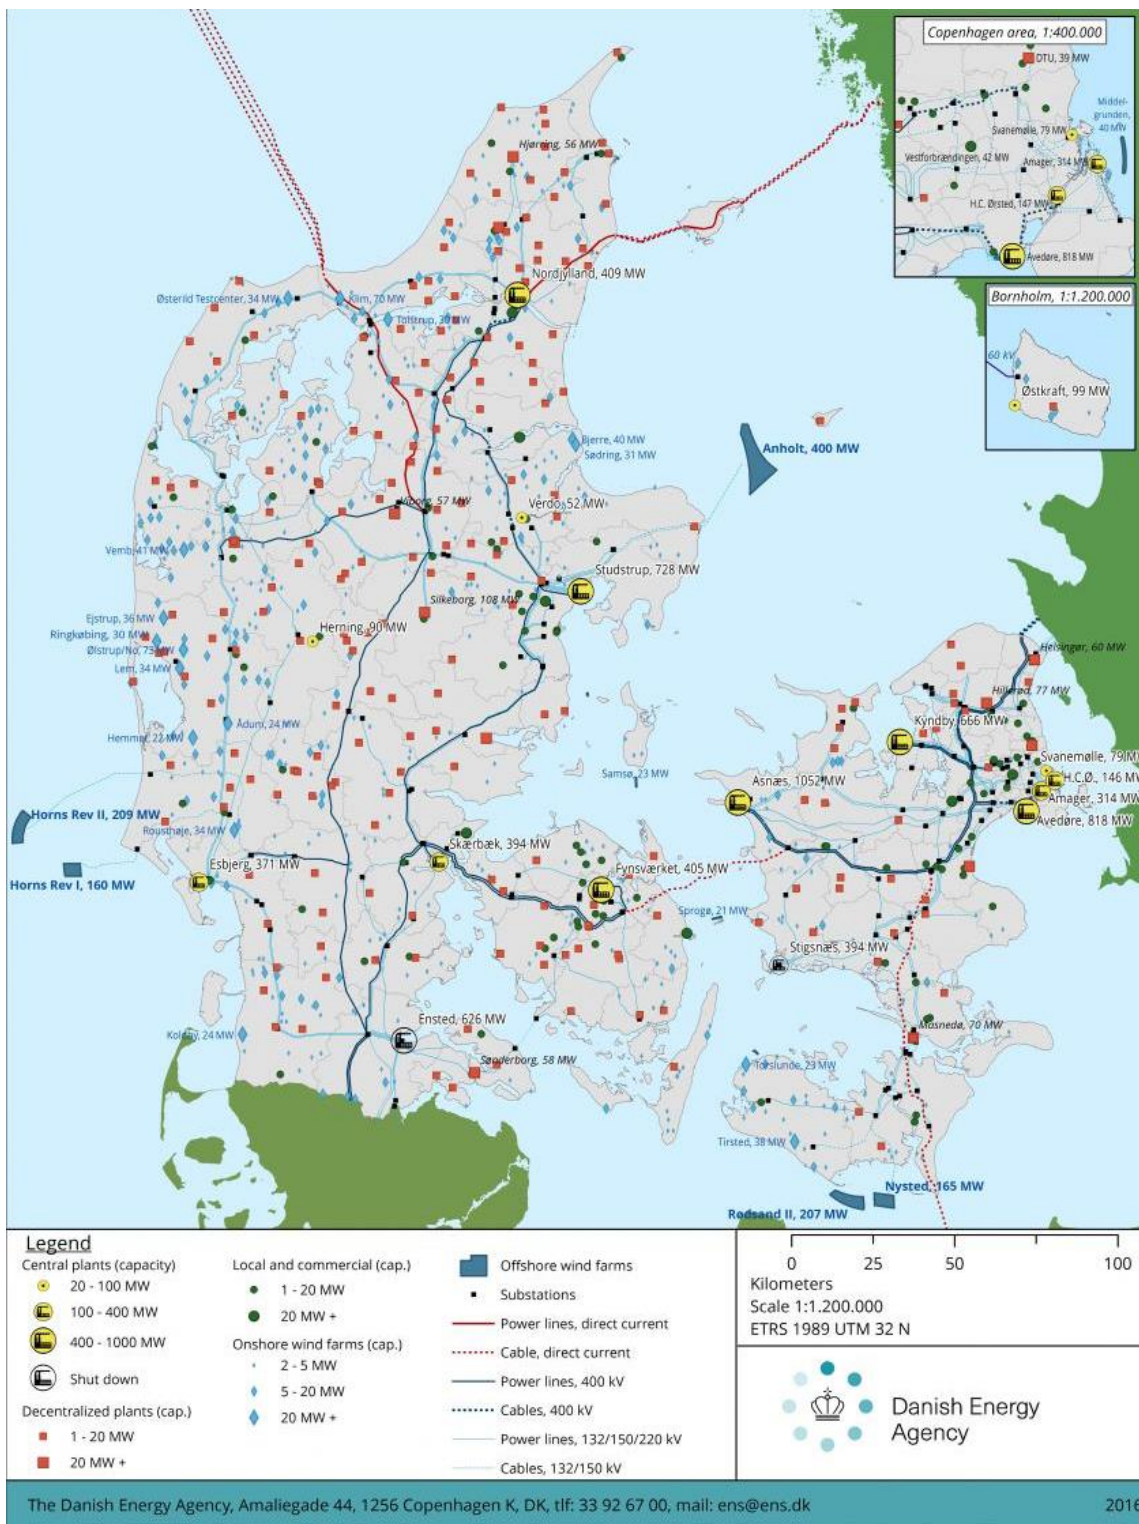 Copenhagen area, 1:400.000
DTU, 39 MW
Middel-
grunden,
40 MW
Svanemølle, 79 MW
Vestforbrændingen, 42 MW
Amager, 314 MW
H.C. Ørsted, 147 MW
Avedøre, 818 MW
Bornholm, 1:1.200.000
60 kV
Østkraft, 99 MW
Hjørring, 56 MW
Nordjylland, 409 MW
Østerild Testcenter, 34 MW
Klim, 70 MW
Tolstrup, 30 MW
Bjerre, 40 MW
Sødring, 31 MW
Anholt, 400 MW
Viborg, 57 MW
Verdo, 52 MW
Vemb, 41 MW
Studstrup, 728 MW
Silkeborg, 108 MW
Ejstrup, 36 MW
Herning, 90 MW
Ringkøbing, 30 MW
Ølstrup/No, 73 MW
Lem, 34 MW
Helsingør, 60 MW
Hillerød, 77 MW
Ådum, 24 MW
Hemmet, 22 MW
Kyndby, 666 MW
Samsø, 23 MW
Asnæs, 1052 MW
Svanemølle, 79 MW
H.C.Ø., 146 MW
Amager, 314 MW
Avedøre, 818 MW
Horns Rev II, 209 MW
Rousthøje, 34 MW
Skærbæk, 394 MW
Esbjerg, 371 MW
Fynsværket, 405 MW
Horns Rev I, 160 MW
Sprogø, 21 MW
Stigsnæs, 394 MW
Ensted, 626 MW
Koldby, 24 MW
Masnedø, 70 MW
Sønderborg, 58 MW
Torslunde, 23 MW
Tirsted, 38 MW
Nysted, 165 MW
Rødsand II, 207 MW
Legend
Central plants (capacity)
20 - 100 MW
100 - 400 MW
400 - 1000 MW
Shut down
Decentralized plants (cap.)
1 - 20 MW
20 MW +
Local and commercial (cap.)
1 - 20 MW
20 MW +
Onshore wind farms (cap.)
2 - 5 MW
5 - 20 MW
20 MW +
Offshore wind farms
Substations
Power lines, direct current
Cable, direct current
Power lines, 400 kV
Cables, 400 kV
Power lines, 132/150/220 kV
Cables, 132/150 kV
0 25 50 100
Kilometers
Scale 1:1.200.000
ETRS 1989 UTM 32 N
Danish Energy
Agency
The Danish Energy Agency, Amaliegade 44, 1256 Copenhagen K, DK, tlf: 33 92 67 00, mail: ens@ens.dk 2016